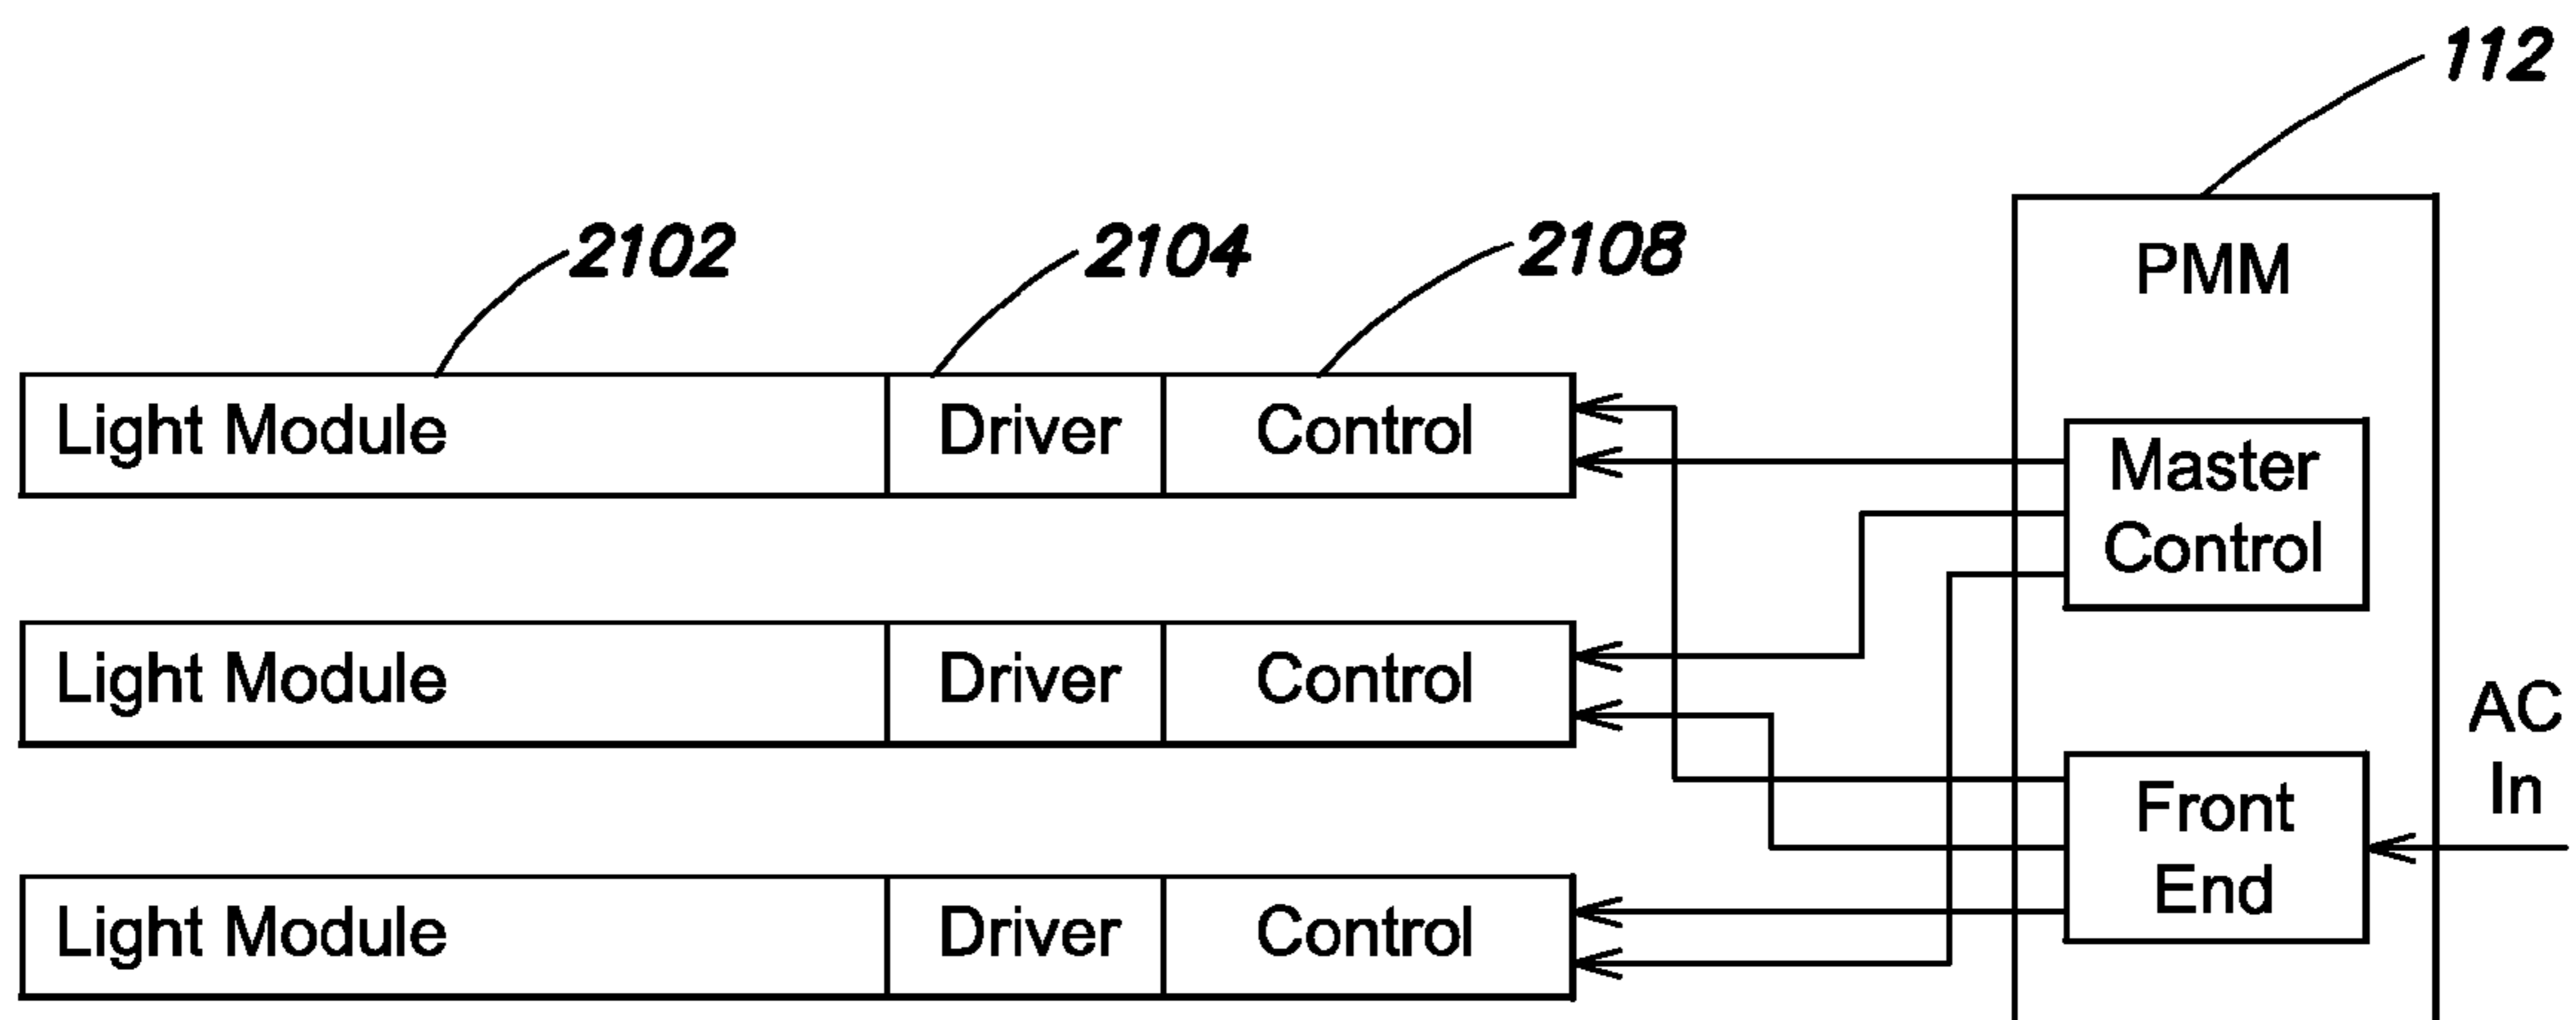 112
2102
2104
2108
PMM
Light Module
Driver
Control
Master
Control
Light Module
Driver
Control
AC
In
Front
End
Light Module
Driver
Control